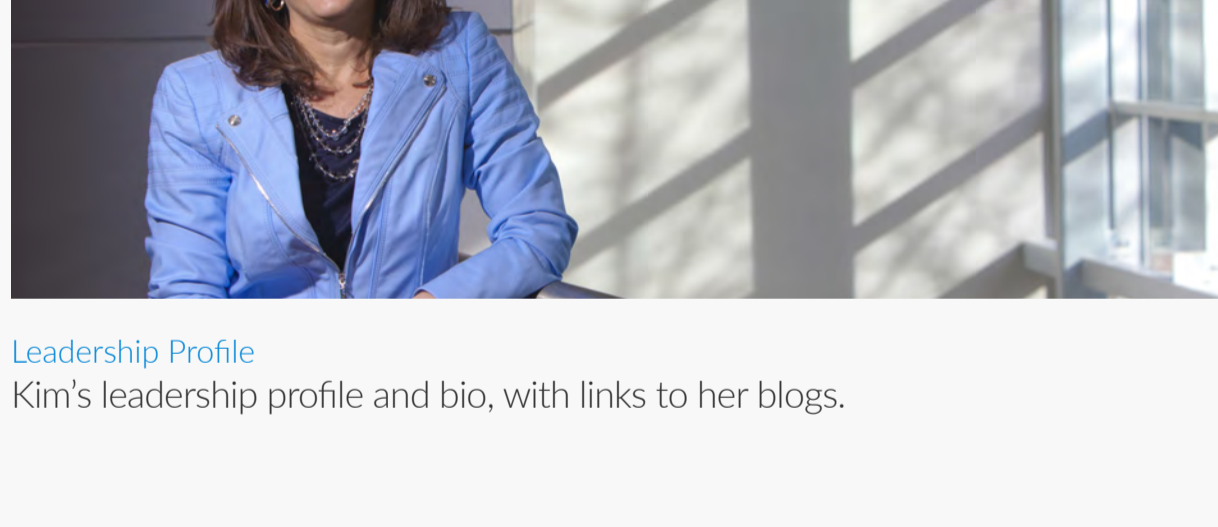 Leadership Profile
Kim’s leadership profile and bio, with links to her blogs.